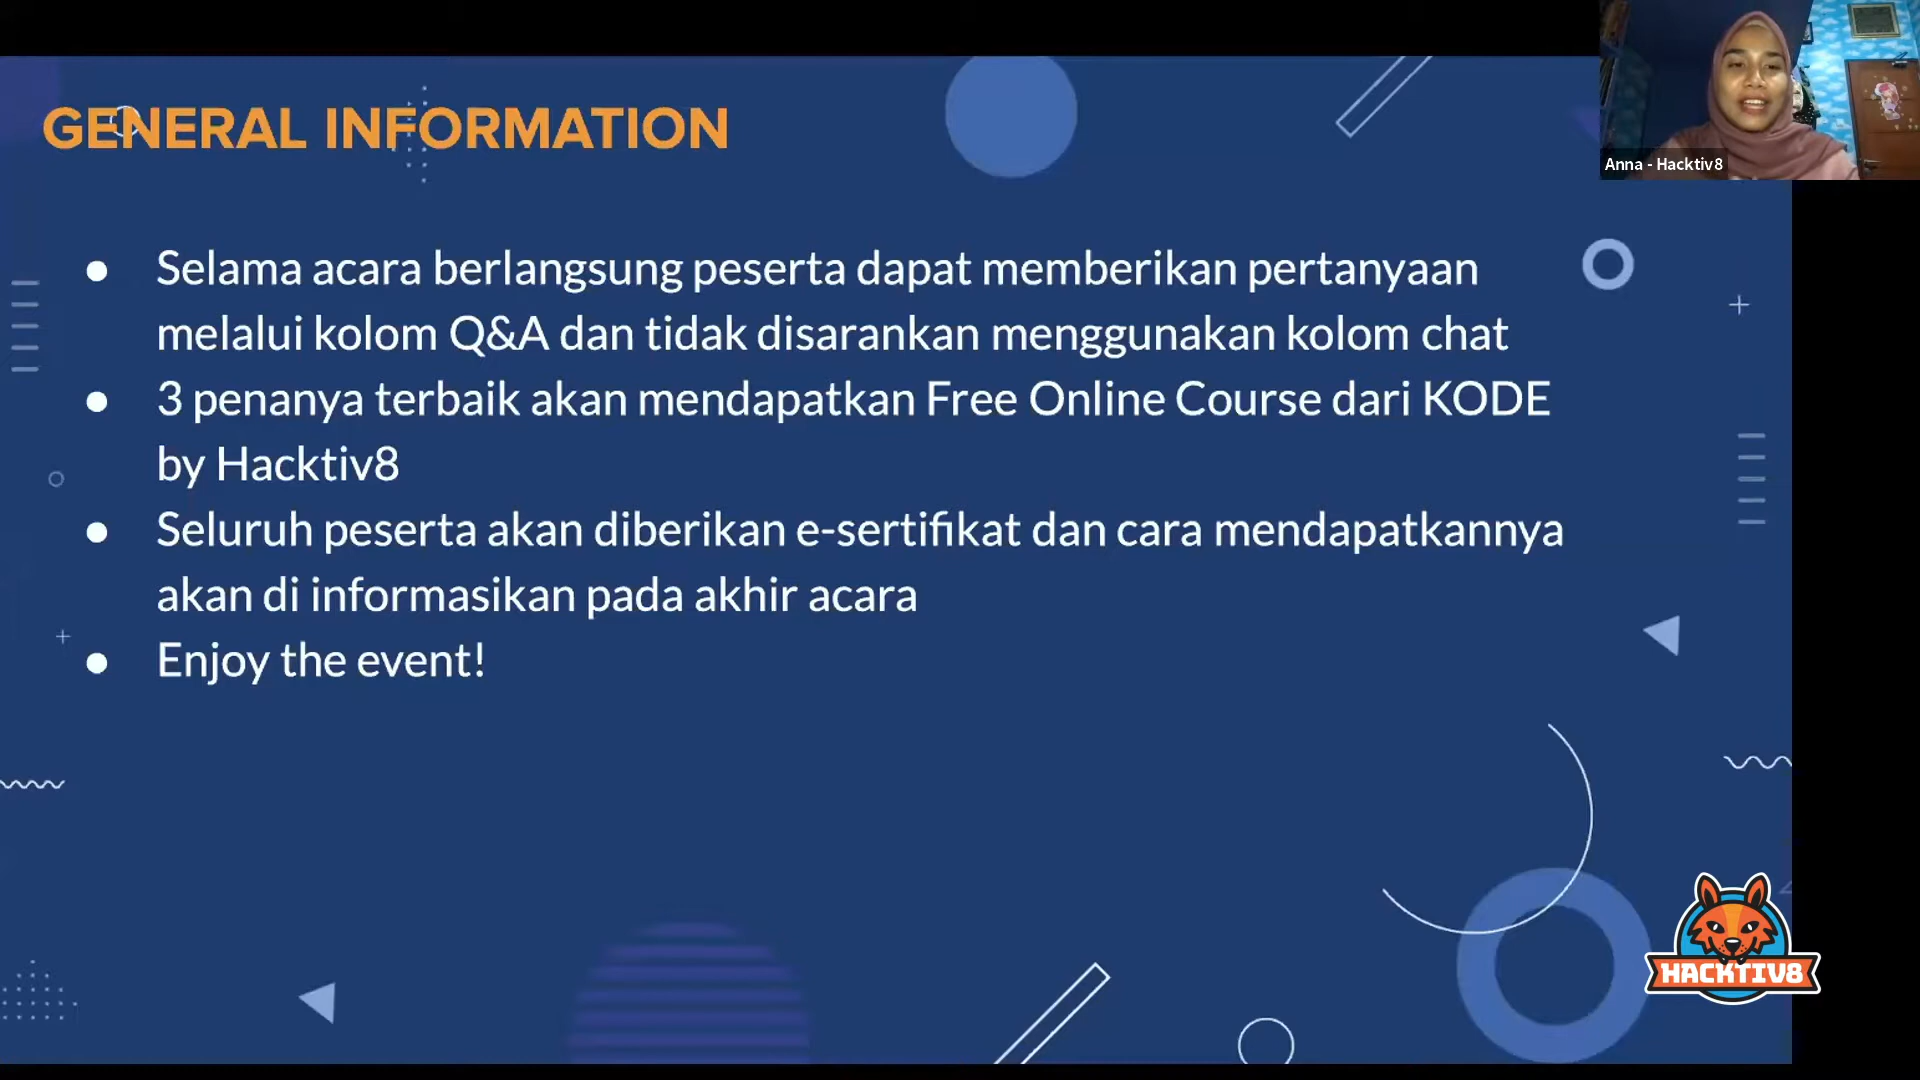 GENERAL INFORMATION
Anna - Hacktiv8
● Selama acara berlangsung peserta dapat memberikan pertanyaan
melalui kolom Q&A dan tidak disarankan menggunakan kolom chat
● 3 penanya terbaik akan mendapatkan Free Online Course dari KODE
by Hacktiv8
● Seluruh peserta akan diberikan e-sertifikat dan cara mendapatkannya
akan di informasikan pada akhir acara
● Enjoy the event!
HACKTIV8